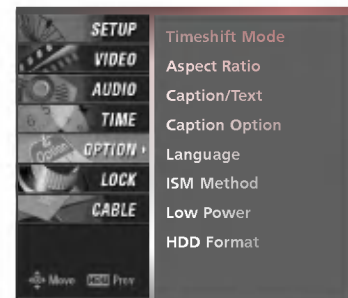 SETUP
VIDEO
AUDIO
TIME
OPTION
LOCK
CABLE
Move Prev
Timeshift Mode
Aspect Ratio
Caption/Text
Caption Option
Language
ISM Method
Low Power
HDD Format